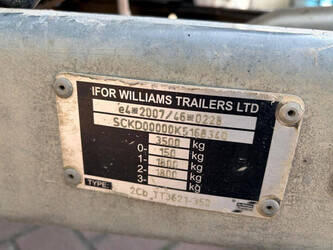 IFOR WILLIAMS TRAILERS LTD
e4*2007/46*0228
SCKD00000K5168340
3500 kg
0- 150 kg
1- 1800 kg
2- 1800 kg
3- kg
TYPE: 2Cb TT3621-350